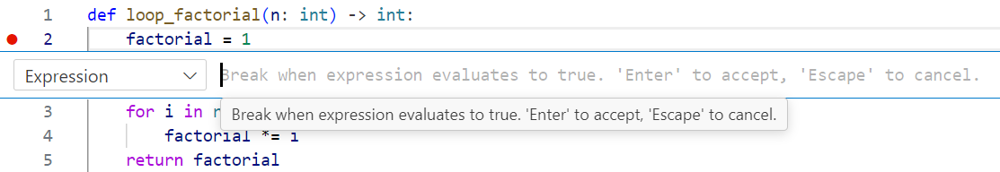 1 def loop_factorial(n: int) -> int:
2 factorial = 1
Expression Break when expression evaluates to true. 'Enter' to accept, 'Escape' to cancel.
Break when expression evaluates to true. 'Enter' to accept, 'Escape' to cancel.
3 for i in
4 factorial *= i
5 return factorial